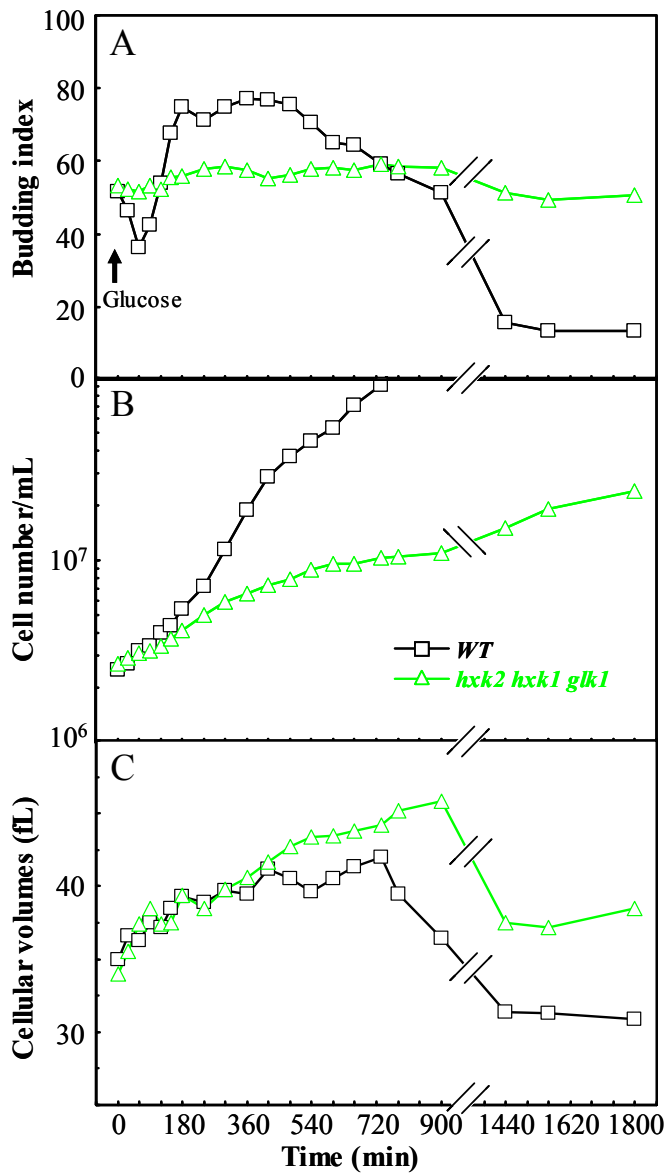 100
A
80
60
40
20
0
Budding index
Glucose
B
10⁷
10⁶
Cell number/mL
WT
hxk2 hxk1 glk1
C
40
30
Cellular volumes (fL)
0 180 360 540 720 900 1440 1620 1800
Time (min)